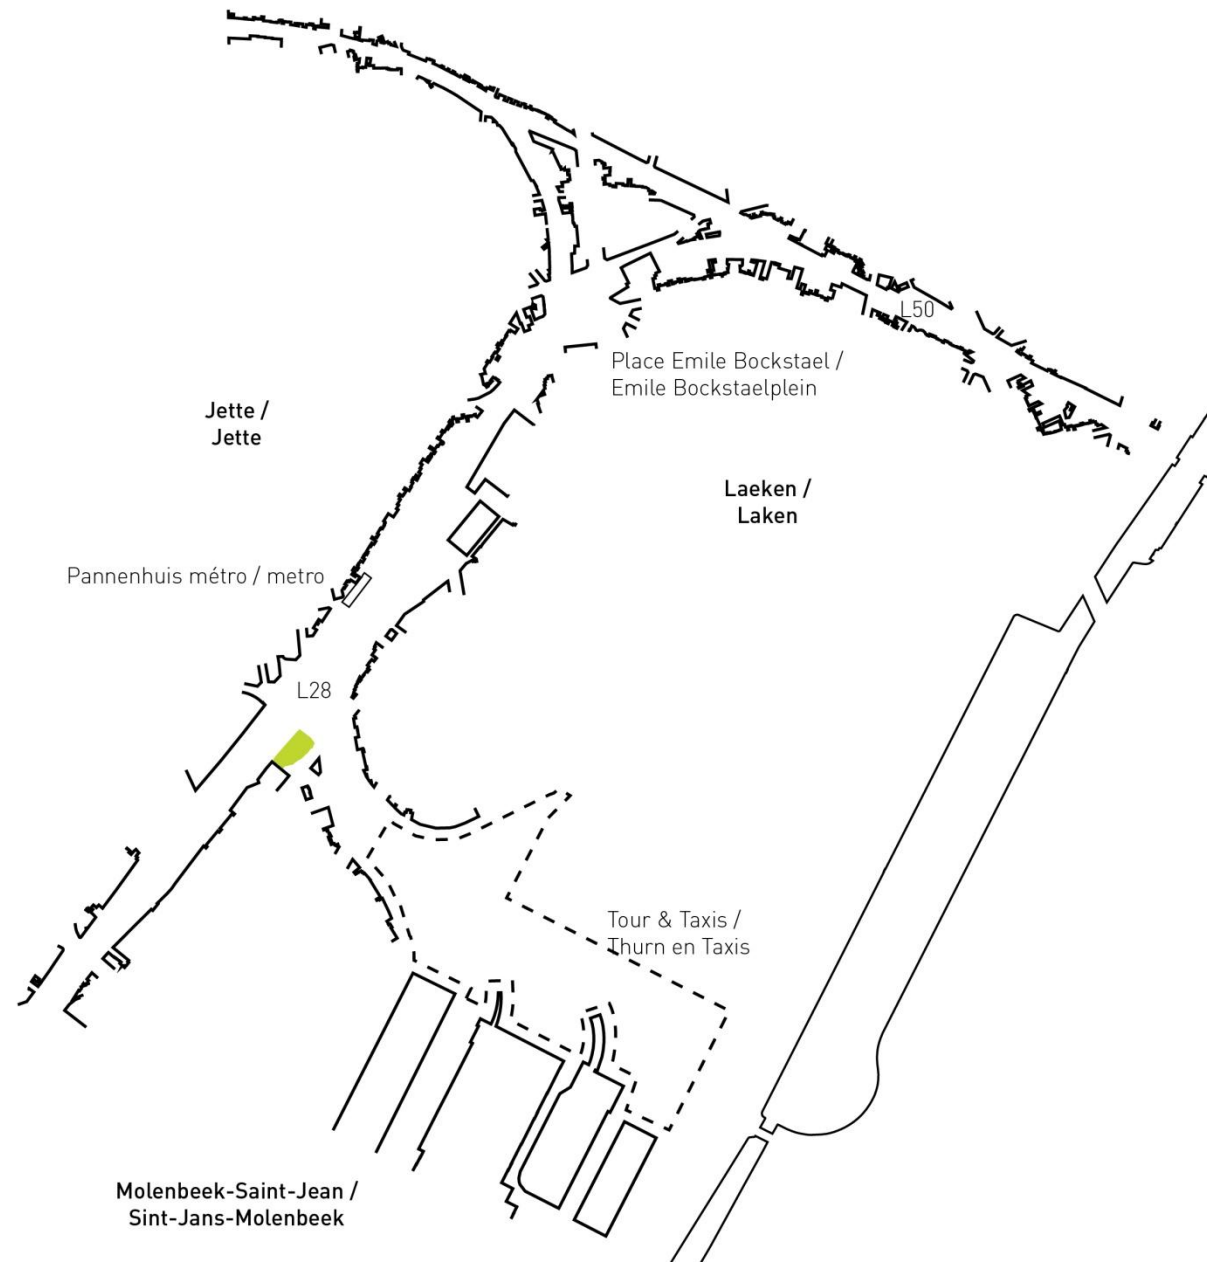 L50
Place Emile Bockstael /
Emile Bockstaelplein
Jette /
Jette
Laeken /
Laken
Pannenhuis métro / metro
L28
Tour & Taxis /
Thurn en Taxis
Molenbeek-Saint-Jean /
Sint-Jans-Molenbeek